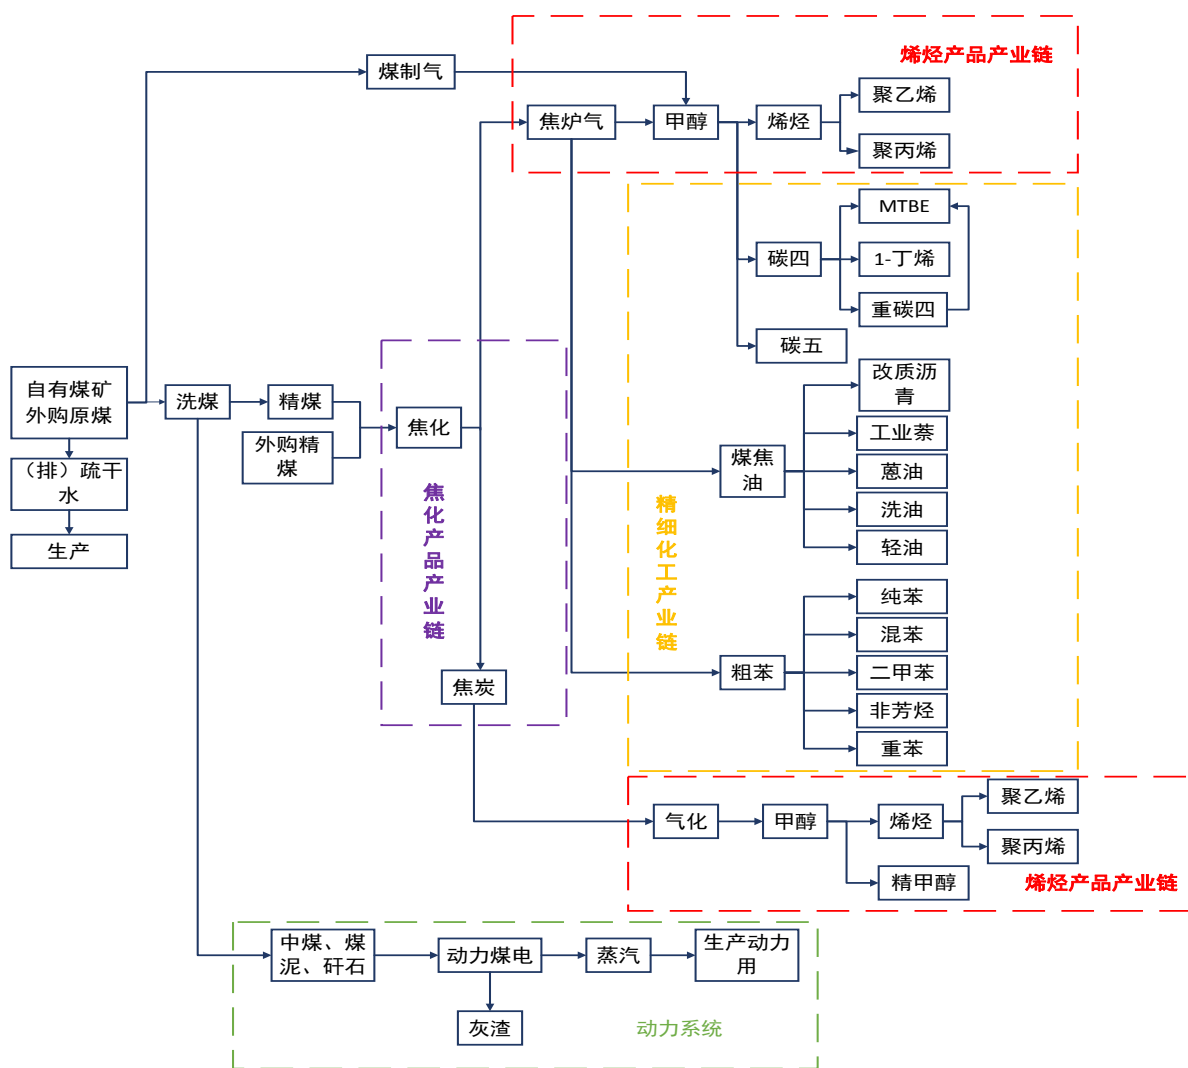 烯烃产品产业链
煤制气
聚乙烯
焦炉气
甲醇
烯烃
聚丙烯
MTBE
碳四
1-丁烯
重碳四
碳五
自有煤矿
外购原煤
洗煤
精煤
外购精
煤
焦化
（排）疏干
水
生产
焦化产品产业链
焦炭
精细化工产业链
煤焦
油
改质沥
青
工业萘
蒽油
洗油
轻油
粗苯
纯苯
混苯
二甲苯
非芳烃
重苯
气化
甲醇
烯烃
聚乙烯
聚丙烯
精甲醇
烯烃产品产业链
中煤、煤
泥、矸石
动力煤电
蒸汽
生产动力
用
灰渣
动力系统